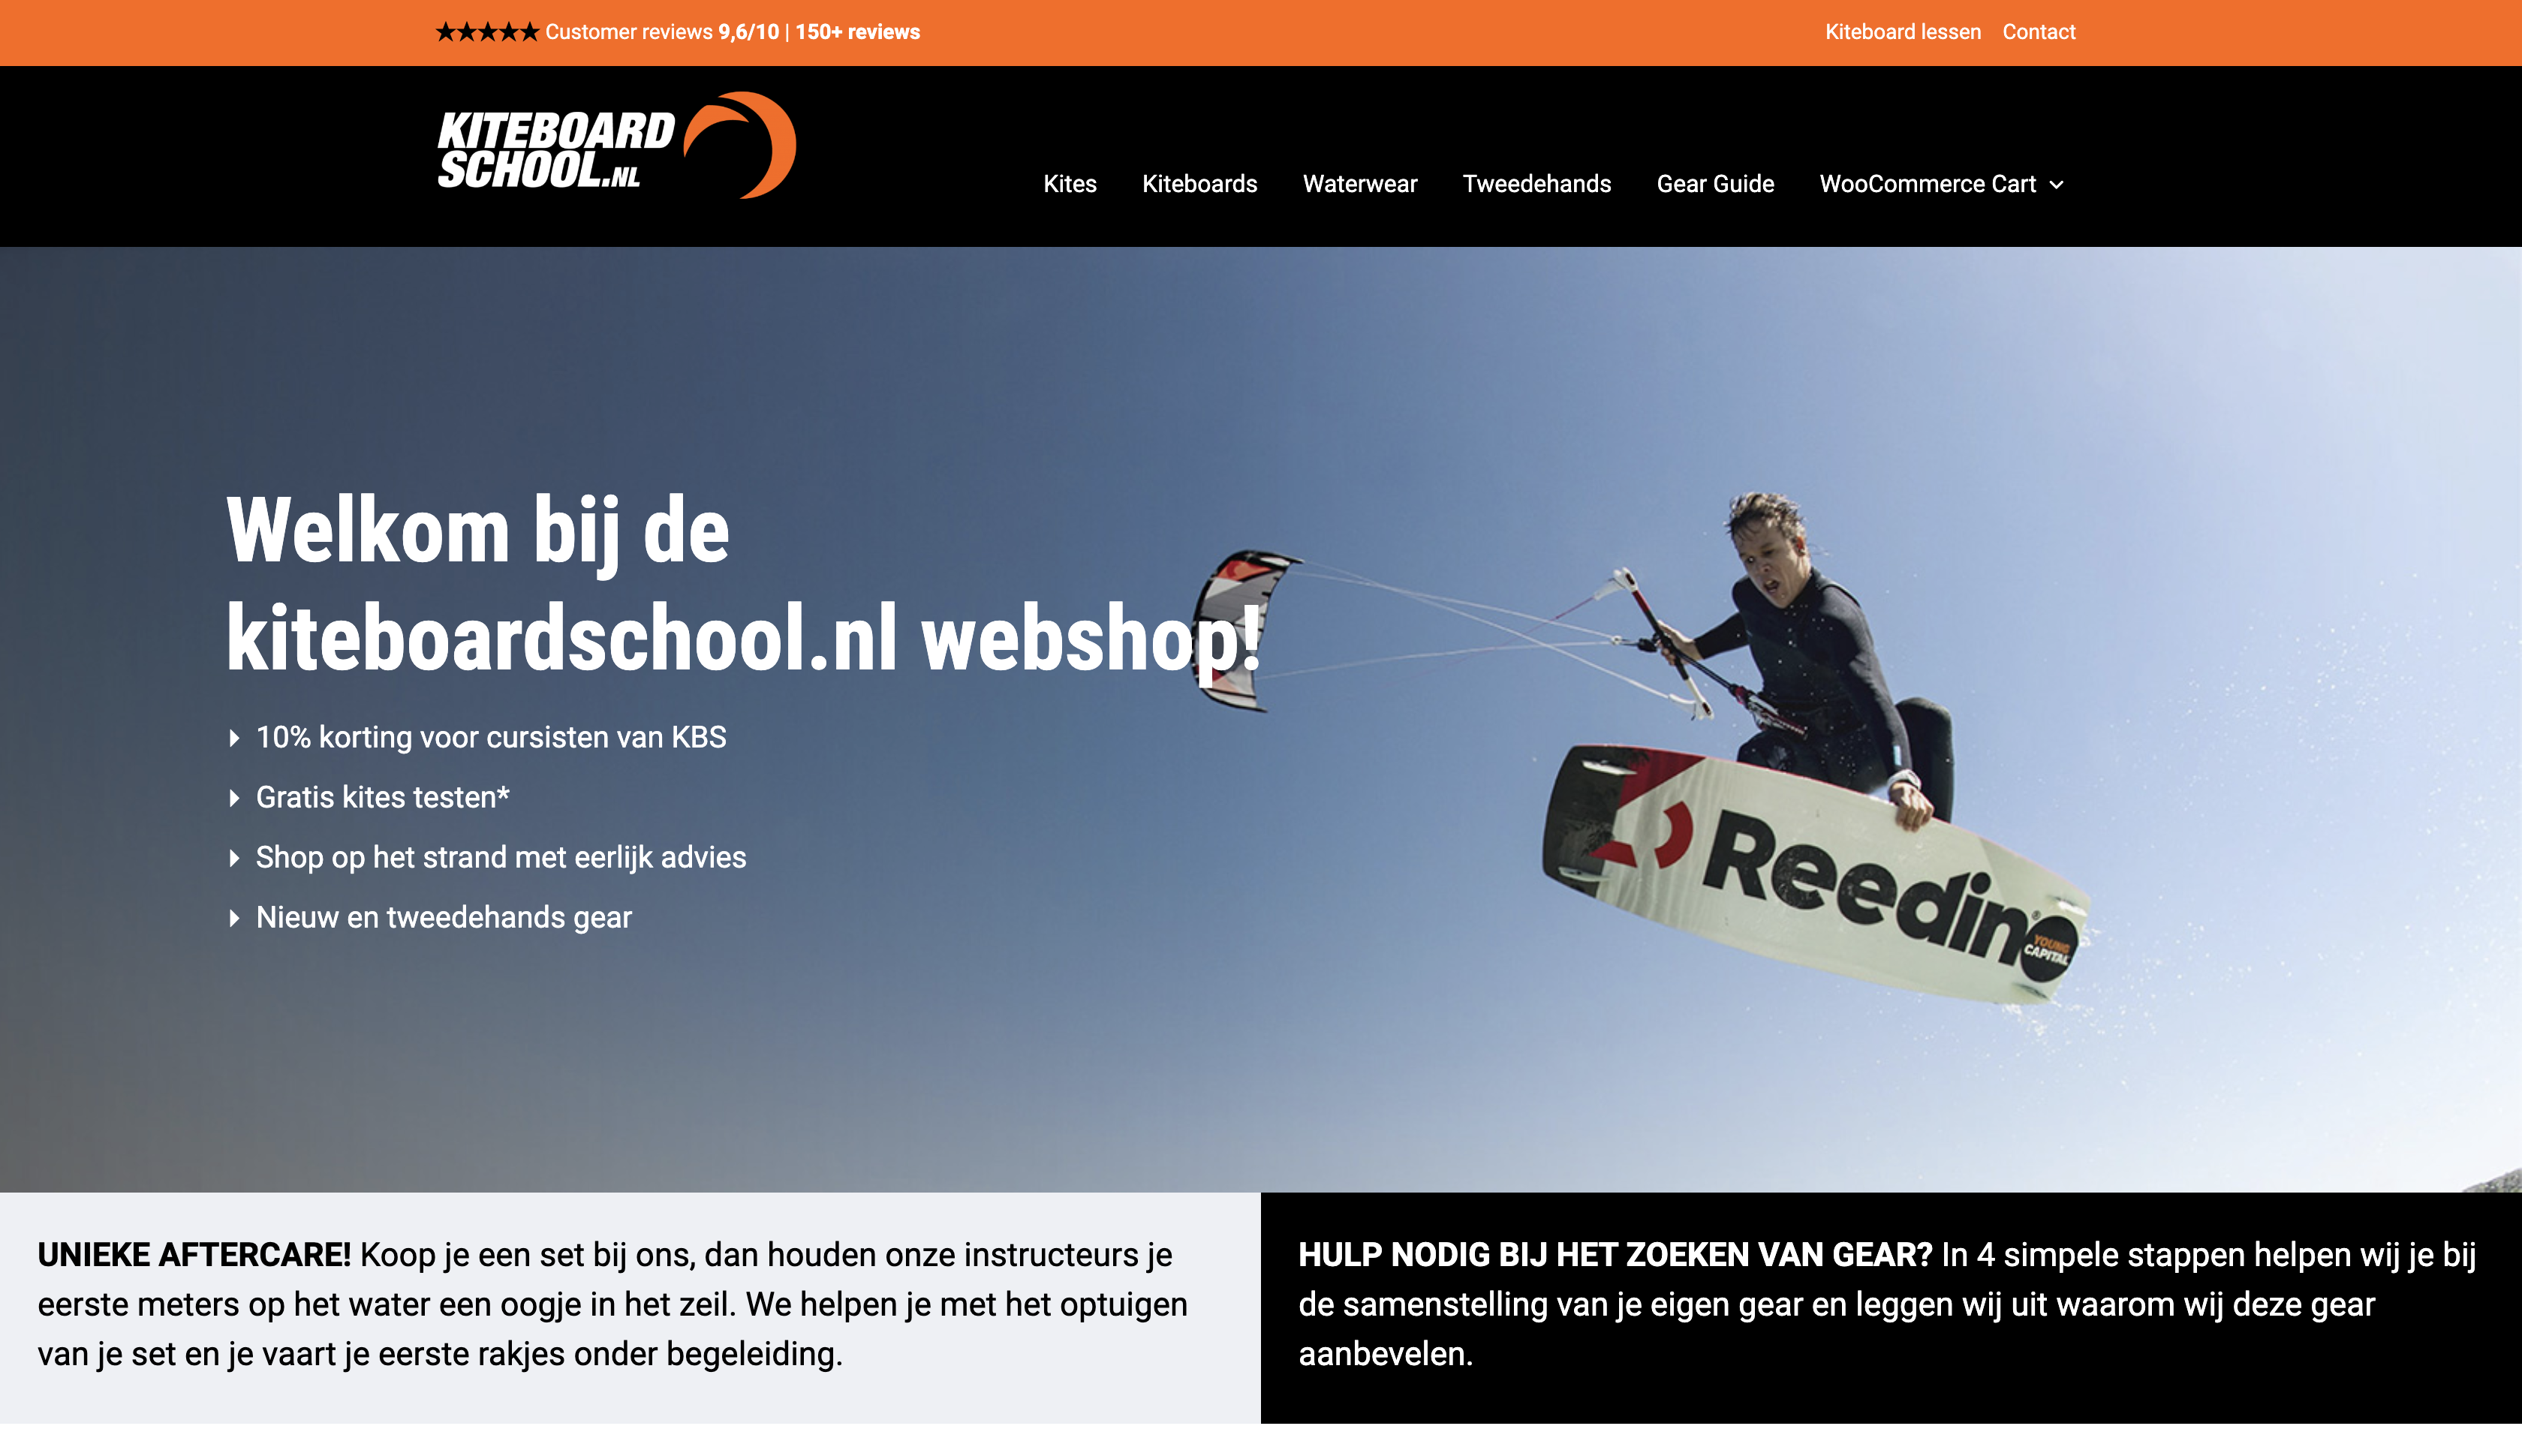 ★★★★★ Customer reviews 9,6/10 | 150+ reviews
Kiteboard lessen Contact
KITEBOARD
SCHOOL.NL
Kites Kiteboards Waterwear Tweedehands Gear Guide WooCommerce Cart
Welkom bij de
kiteboardschool.nl webshop!
10% korting voor cursisten van KBS
Gratis kites testen*
Shop op het strand met eerlijk advies
Nieuw en tweedehands gear
Reedin®
YOUNG
CAPITAL
UNIEKE AFTERCARE! Koop je een set bij ons, dan houden onze instructeurs je
eerste meters op het water een oogje in het zeil. We helpen je met het optuigen
van je set en je vaart je eerste rakjes onder begeleiding.
HULP NODIG BIJ HET ZOEKEN VAN GEAR? In 4 simpele stappen helpen wij je bij
de samenstelling van je eigen gear en leggen wij uit waarom wij deze gear
aanbevelen.